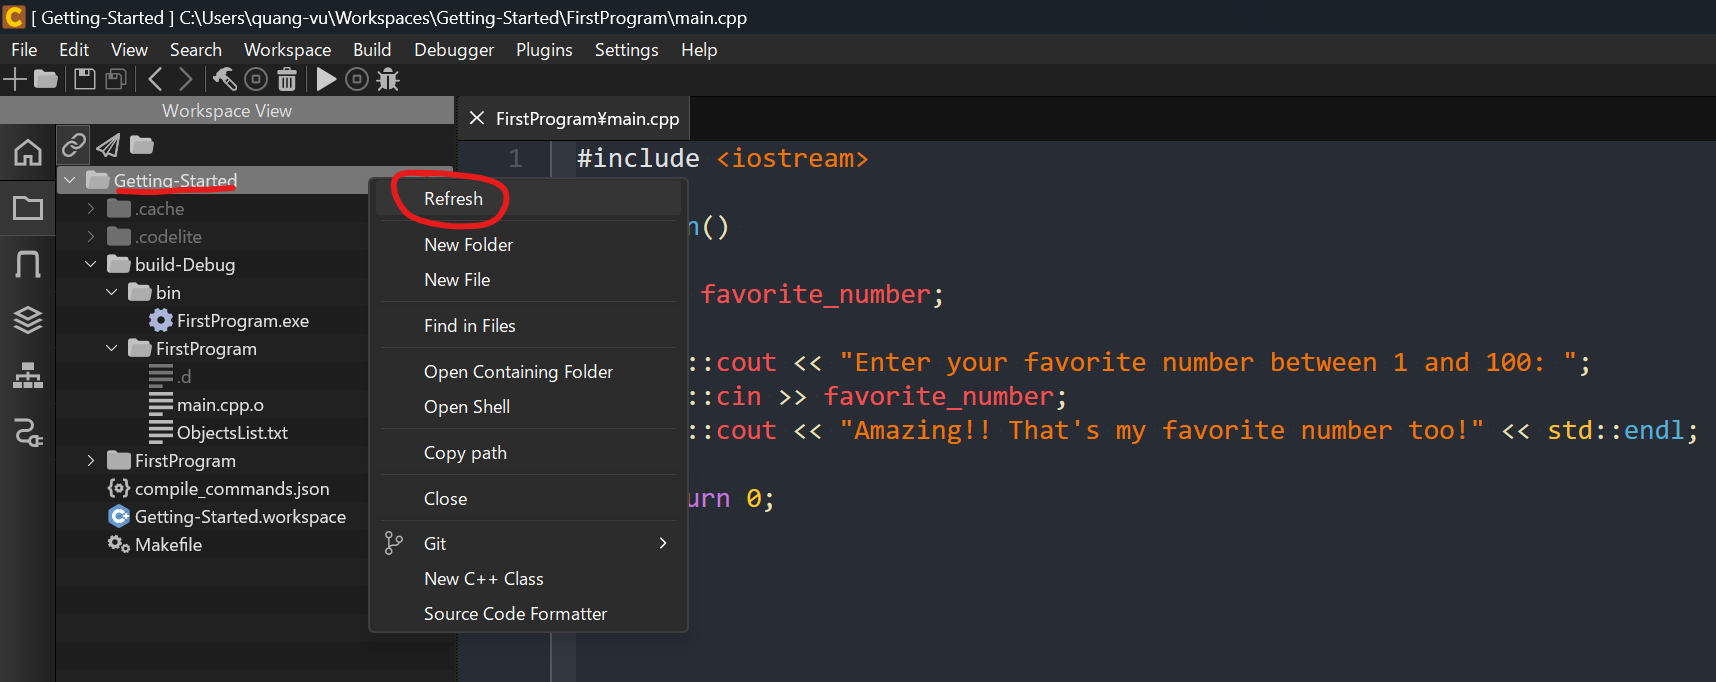 [ Getting-Started ] C:\Users\quang-vu\Workspaces\Getting-Started\FirstProgram\main.cpp
File Edit View Search Workspace Build Debugger Plugins Settings Help
Workspace View
FirstProgram¥main.cpp
Getting-Started
.cache
.codelite
build-Debug
bin
FirstProgram.exe
FirstProgram
.d
main.cpp.o
ObjectsList.txt
FirstProgram
compile_commands.json
Getting-Started.workspace
Makefile
Refresh
New Folder
New File
Find in Files
Open Containing Folder
Open Shell
Copy path
Close
Git
New C++ Class
Source Code Formatter
1 #include <iostream>
n()
favorite_number;
::cout << "Enter your favorite number between 1 and 100: ";
::cin >> favorite_number;
::cout << "Amazing!! That's my favorite number too!" << std::endl;
urn 0;